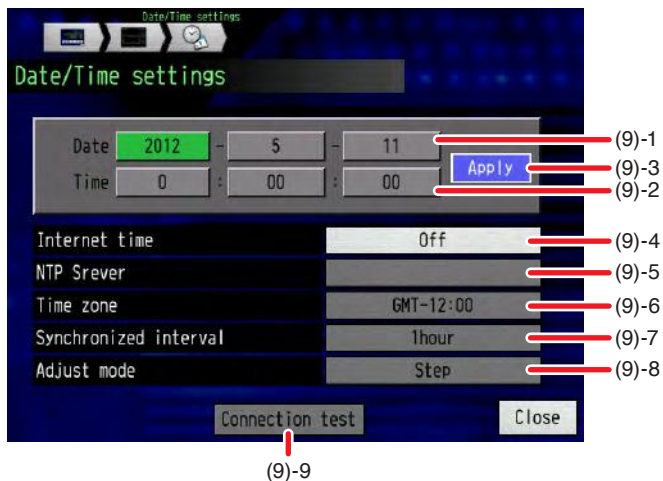 Date/Time settings
Date/Time settings
Date 2012 - 5 - 11 (9)-1
Apply (9)-3
Time 0 : 00 : 00 (9)-2
Internet time Off (9)-4
NTP Srever (9)-5
Time zone GMT-12:00 (9)-6
Synchronized interval 1hour (9)-7
Adjust mode Step (9)-8
Connection test Close
(9)-9